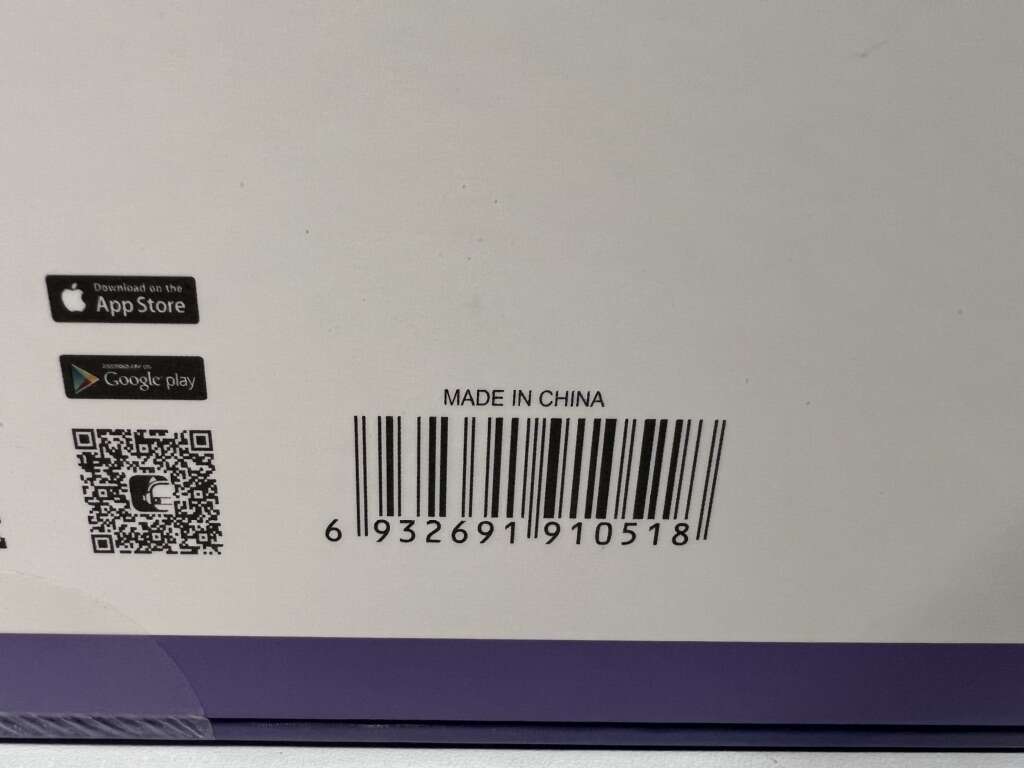 Download on the
App Store
Google play
MADE IN CHINA
6 932691 910518